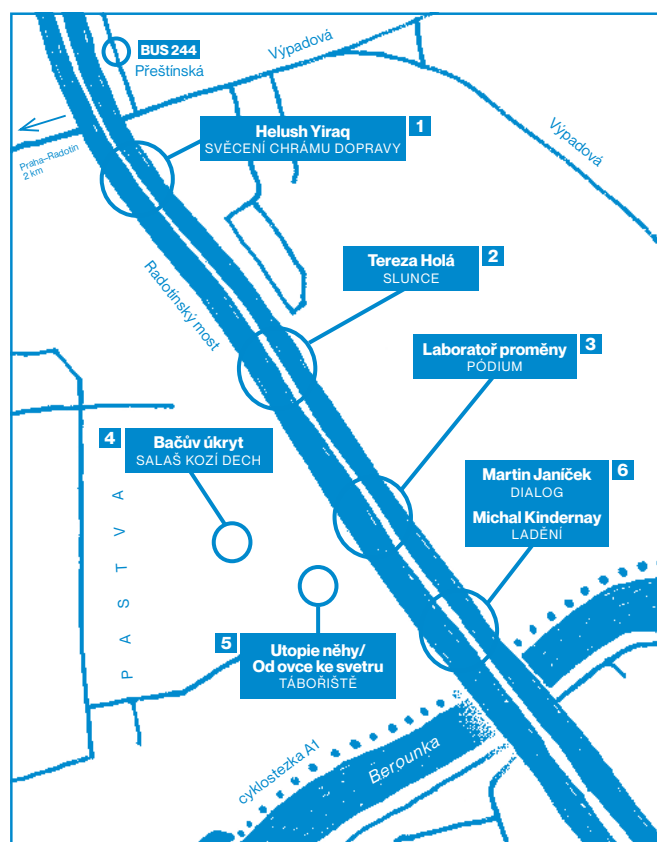 BUS 244
Přeštínská
Výpadová
Výpadová
Praha–Radotín
2 km
Helush Yiraq
SVĚCENÍ CHRÁMU DOPRAVY
1
Radotínský most
Tereza Holá
SLUNCE
2
Laboratoř proměny
PÓDIUM
3
4
Bačův úkryt
SALAŠ KOZÍ DECH
PASTVA
Martin Janíček
DIALOG
Michal Kindernay
LADĚNÍ
6
5
Utopie něhy/
Od ovce ke svetru
TÁBOŘIŠTĚ
cyklostezka A1
Berounka